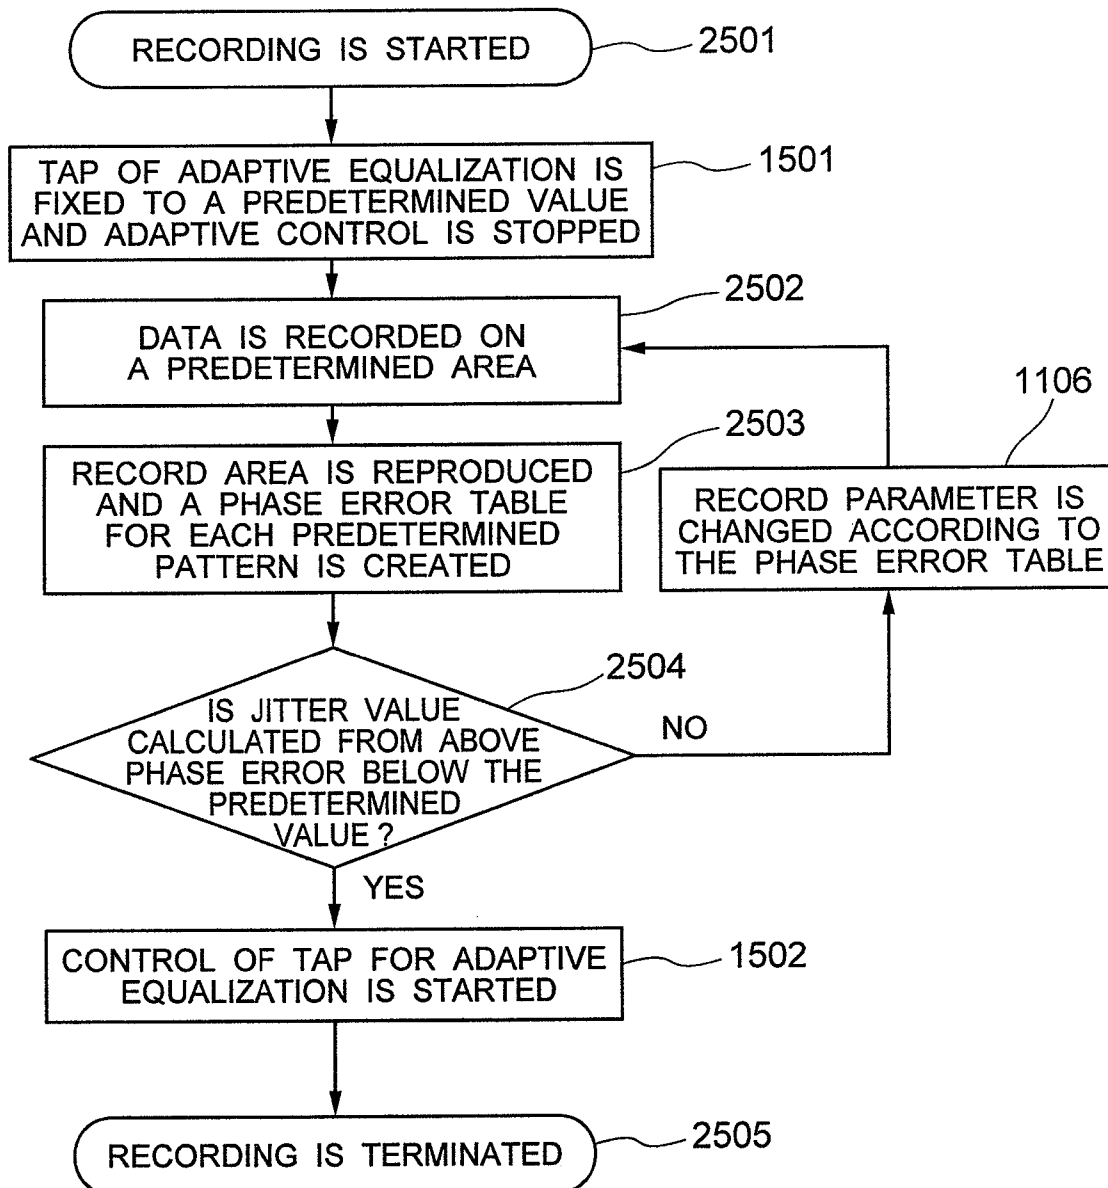 RECORDING IS STARTED
2501
TAP OF ADAPTIVE EQUALIZATION IS
FIXED TO A PREDETERMINED VALUE
AND ADAPTIVE CONTROL IS STOPPED
1501
DATA IS RECORDED ON
A PREDETERMINED AREA
2502
RECORD AREA IS REPRODUCED
AND A PHASE ERROR TABLE
FOR EACH PREDETERMINED
PATTERN IS CREATED
2503
RECORD PARAMETER IS
CHANGED ACCORDING TO
THE PHASE ERROR TABLE
1106
IS JITTER VALUE
CALCULATED FROM ABOVE
PHASE ERROR BELOW THE
PREDETERMINED
VALUE ?
2504
NO
YES
CONTROL OF TAP FOR ADAPTIVE
EQUALIZATION IS STARTED
1502
RECORDING IS TERMINATED
2505